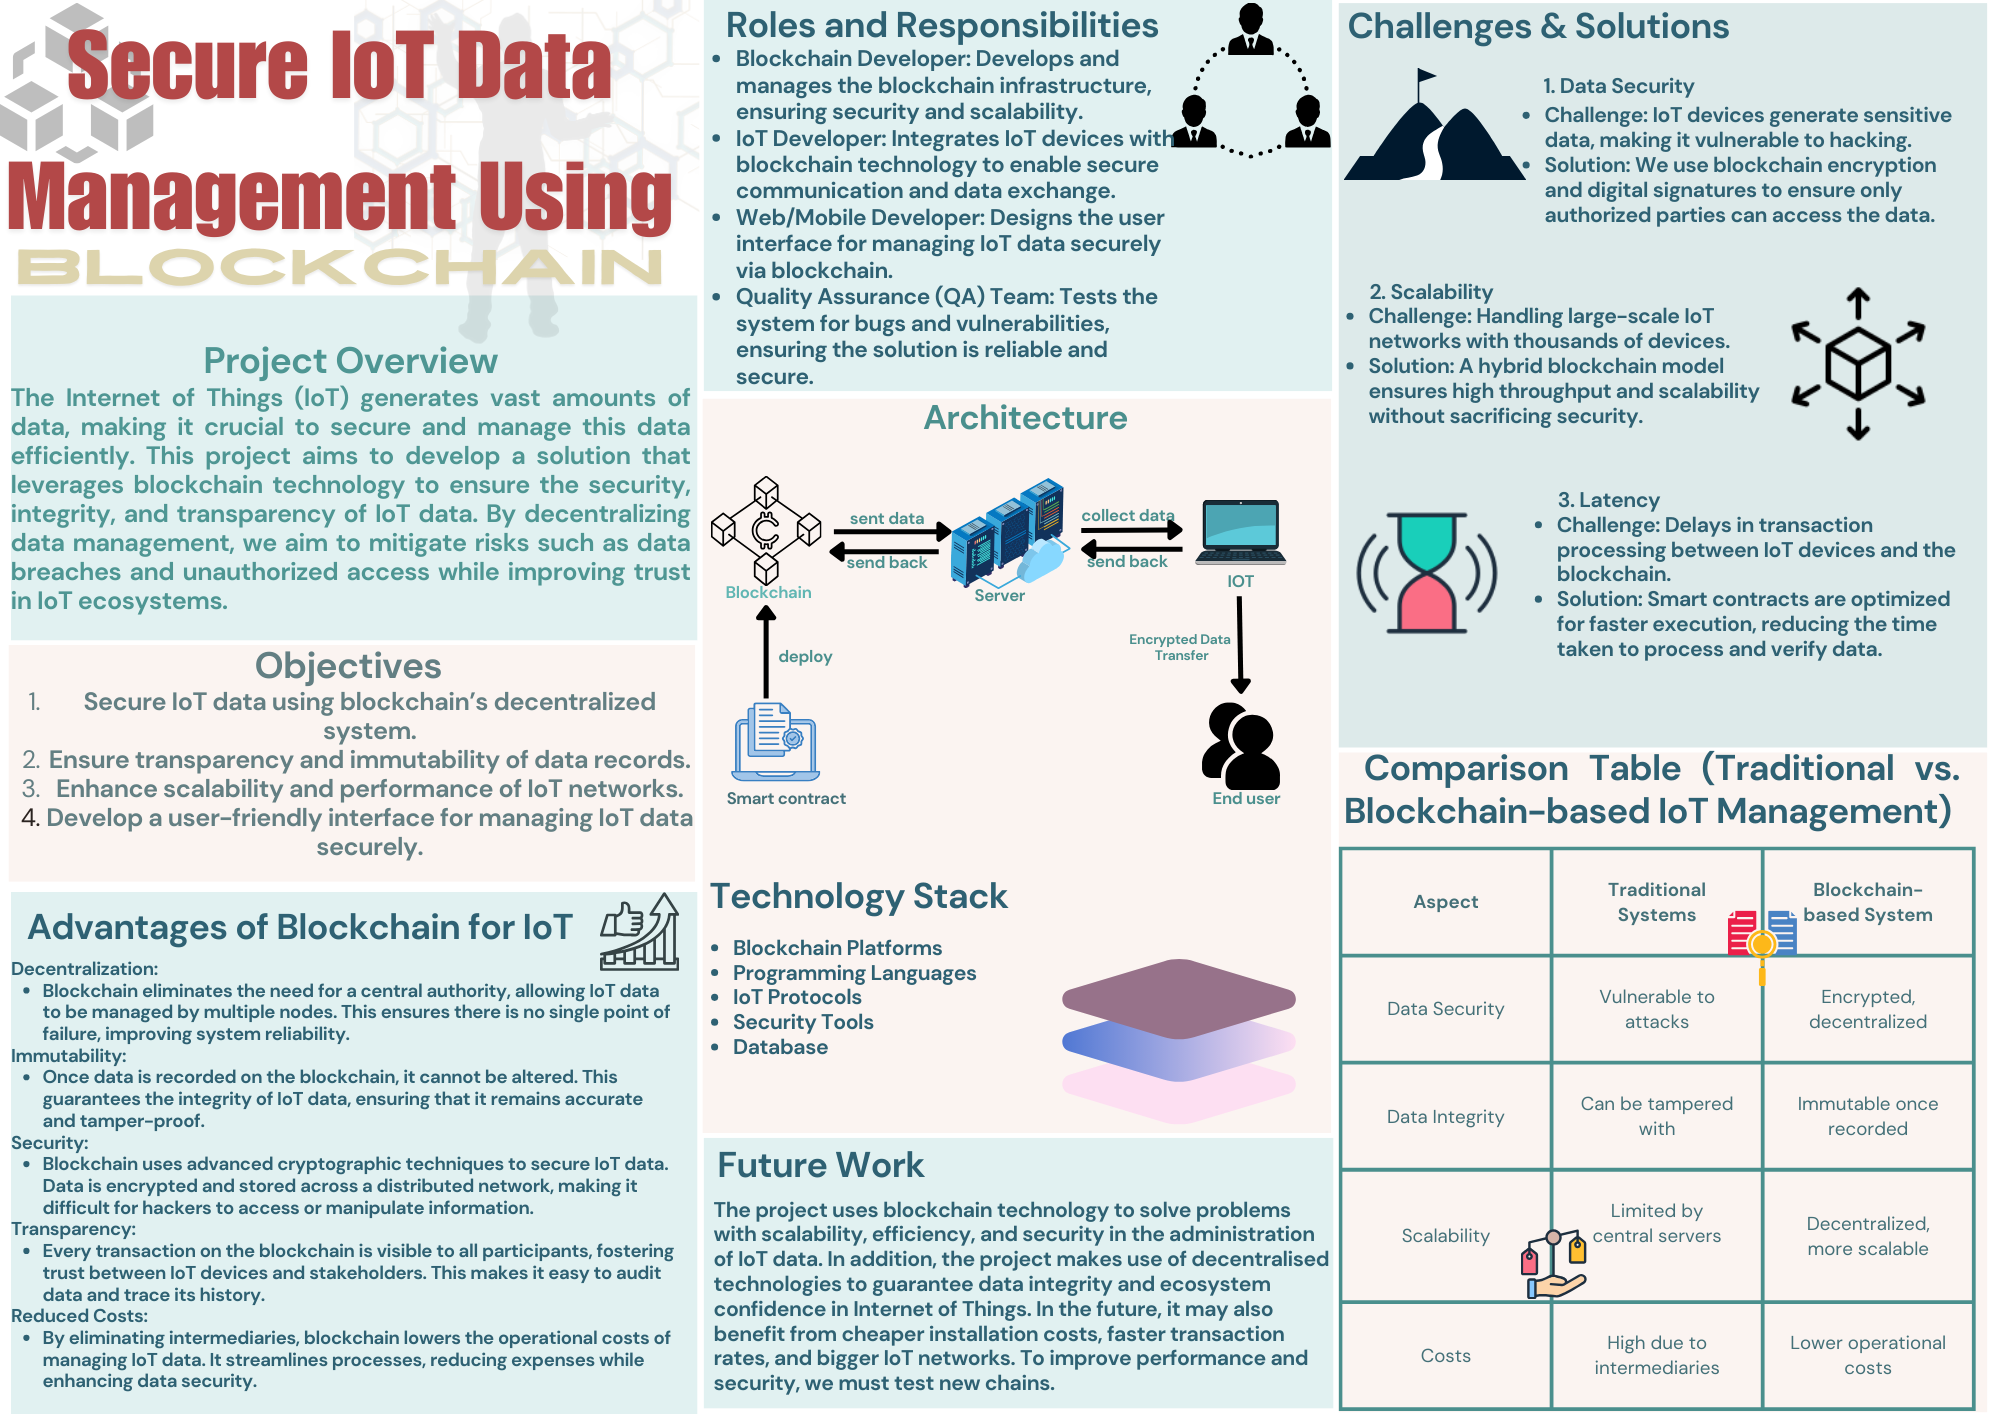 Secure IoT Data
Management Using
BLOCKCHAIN
Project Overview
The Internet of Things (IoT) generates vast amounts of
data, making it crucial to secure and manage this data
efficiently. This project aims to develop a solution that
leverages blockchain technology to ensure the security,
integrity, and transparency of IoT data. By decentralizing
data management, we aim to mitigate risks such as data
breaches and unauthorized access while improving trust
in IoT ecosystems.
Objectives
1. Secure IoT data using blockchain’s decentralized
system.
2. Ensure transparency and immutability of data records.
3. Enhance scalability and performance of IoT networks.
4. Develop a user-friendly interface for managing IoT data
securely.
Advantages of Blockchain for IoT
Decentralization:
• Blockchain eliminates the need for a central authority, allowing IoT data
to be managed by multiple nodes. This ensures there is no single point of
failure, improving system reliability.
Immutability:
• Once data is recorded on the blockchain, it cannot be altered. This
guarantees the integrity of IoT data, ensuring that it remains accurate
and tamper-proof.
Security:
• Blockchain uses advanced cryptographic techniques to secure IoT data.
Data is encrypted and stored across a distributed network, making it
difficult for hackers to access or manipulate information.
Transparency:
• Every transaction on the blockchain is visible to all participants, fostering
trust between IoT devices and stakeholders. This makes it easy to audit
data and trace its history.
Reduced Costs:
• By eliminating intermediaries, blockchain lowers the operational costs of
managing IoT data. It streamlines processes, reducing expenses while
enhancing data security.
Roles and Responsibilities
• Blockchain Developer: Develops and
manages the blockchain infrastructure,
ensuring security and scalability.
• IoT Developer: Integrates IoT devices with
blockchain technology to enable secure
communication and data exchange.
• Web/Mobile Developer: Designs the user
interface for managing IoT data securely
via blockchain.
• Quality Assurance (QA) Team: Tests the
system for bugs and vulnerabilities,
ensuring the solution is reliable and
secure.
Architecture
sent data
collect data
send back
send back
Blockchain
Server
IOT
deploy
Encrypted Data
Transfer
Smart contract
End user
Technology Stack
• Blockchain Platforms
• Programming Languages
• IoT Protocols
• Security Tools
• Database
Future Work
The project uses blockchain technology to solve problems
with scalability, efficiency, and security in the administration
of IoT data. In addition, the project makes use of decentralised
technologies to guarantee data integrity and ecosystem
confidence in Internet of Things. In the future, it may also
benefit from cheaper installation costs, faster transaction
rates, and bigger IoT networks. To improve performance and
security, we must test new chains.
Challenges & Solutions
1. Data Security
• Challenge: IoT devices generate sensitive
data, making it vulnerable to hacking.
• Solution: We use blockchain encryption
and digital signatures to ensure only
authorized parties can access the data.
2. Scalability
• Challenge: Handling large-scale IoT
networks with thousands of devices.
• Solution: A hybrid blockchain model
ensures high throughput and scalability
without sacrificing security.
3. Latency
• Challenge: Delays in transaction
processing between IoT devices and the
blockchain.
• Solution: Smart contracts are optimized
for faster execution, reducing the time
taken to process and verify data.
Comparison Table (Traditional vs.
Blockchain-based IoT Management)
Aspect
Traditional
Systems
Blockchain-
based System
Data Security
Vulnerable to
attacks
Encrypted,
decentralized
Data Integrity
Can be tampered
with
Immutable once
recorded
Scalability
Limited by
central servers
Decentralized,
more scalable
Costs
High due to
intermediaries
Lower operational
costs